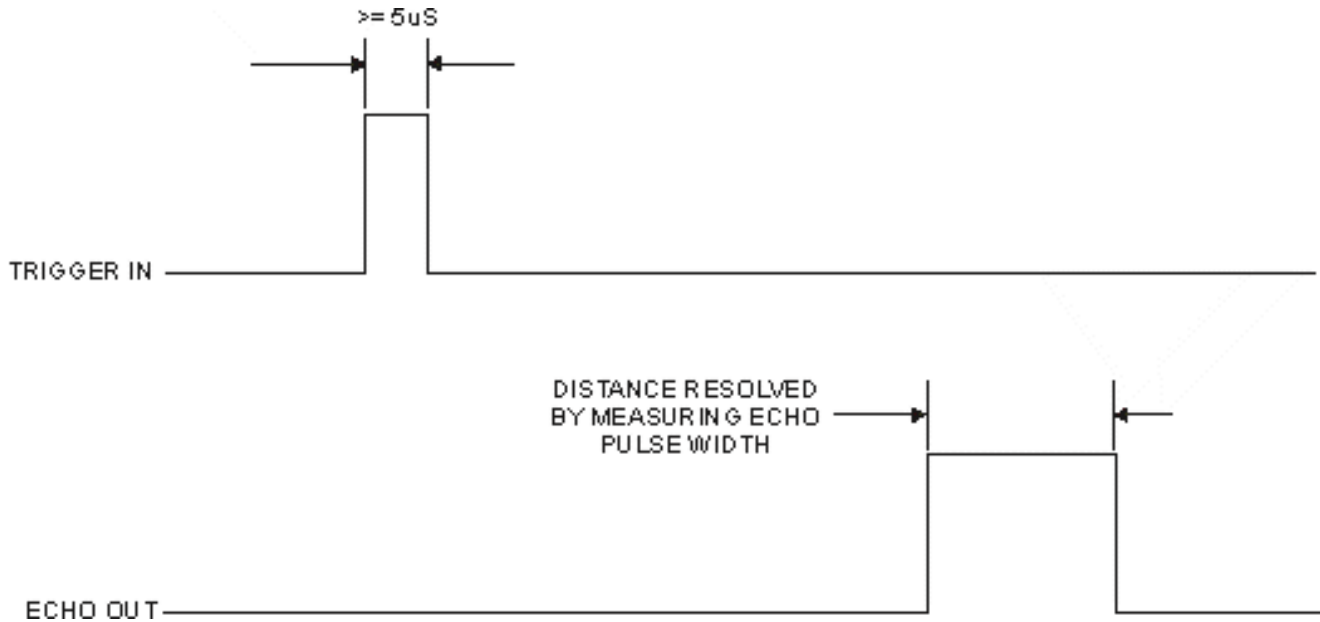 >= 5uS
TRIGGER IN
DISTANCE RESOLVED
BY MEASURING ECHO
PULSE WIDTH
ECHO OUT